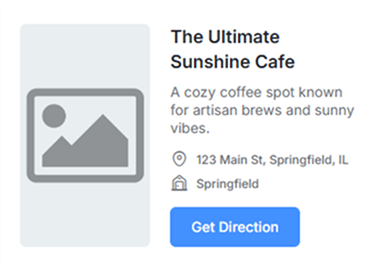 The Ultimate
Sunshine Cafe
A cozy coffee spot known
for artisan brews and sunny
vibes.
123 Main St, Springfield, IL
Springfield
Get Direction